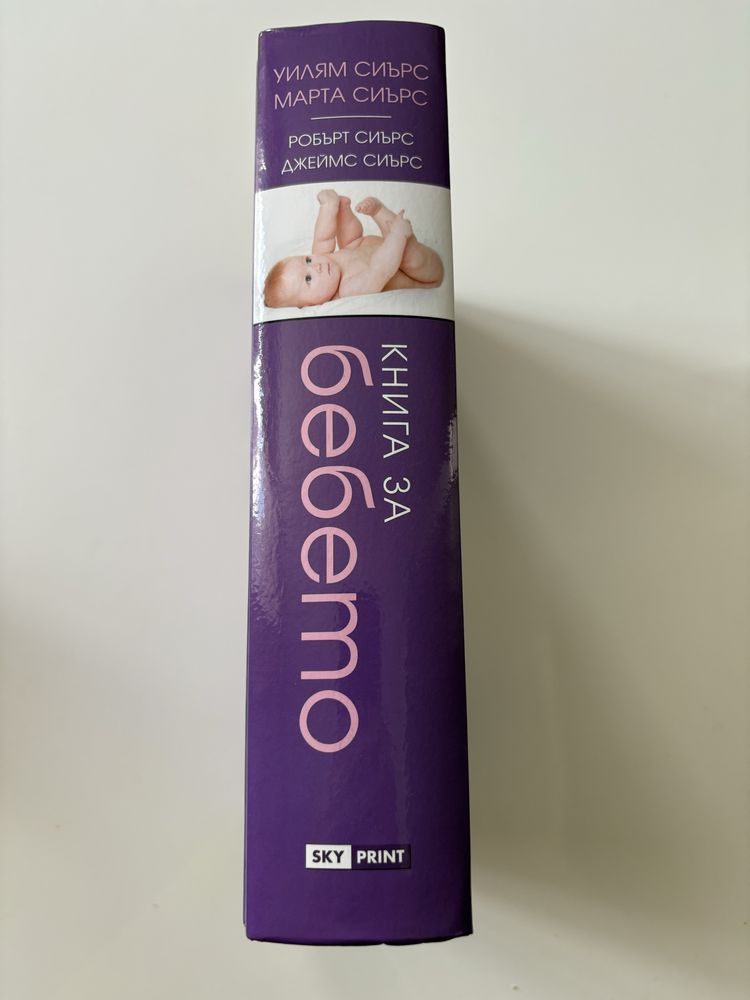 УИЛЯМ СИЪРС
МАРТА СИЪРС
РОБЪРТ СИЪРС
ДЖЕЙМС СИЪРС
КНИГА ЗА
бебето
SKY PRINT